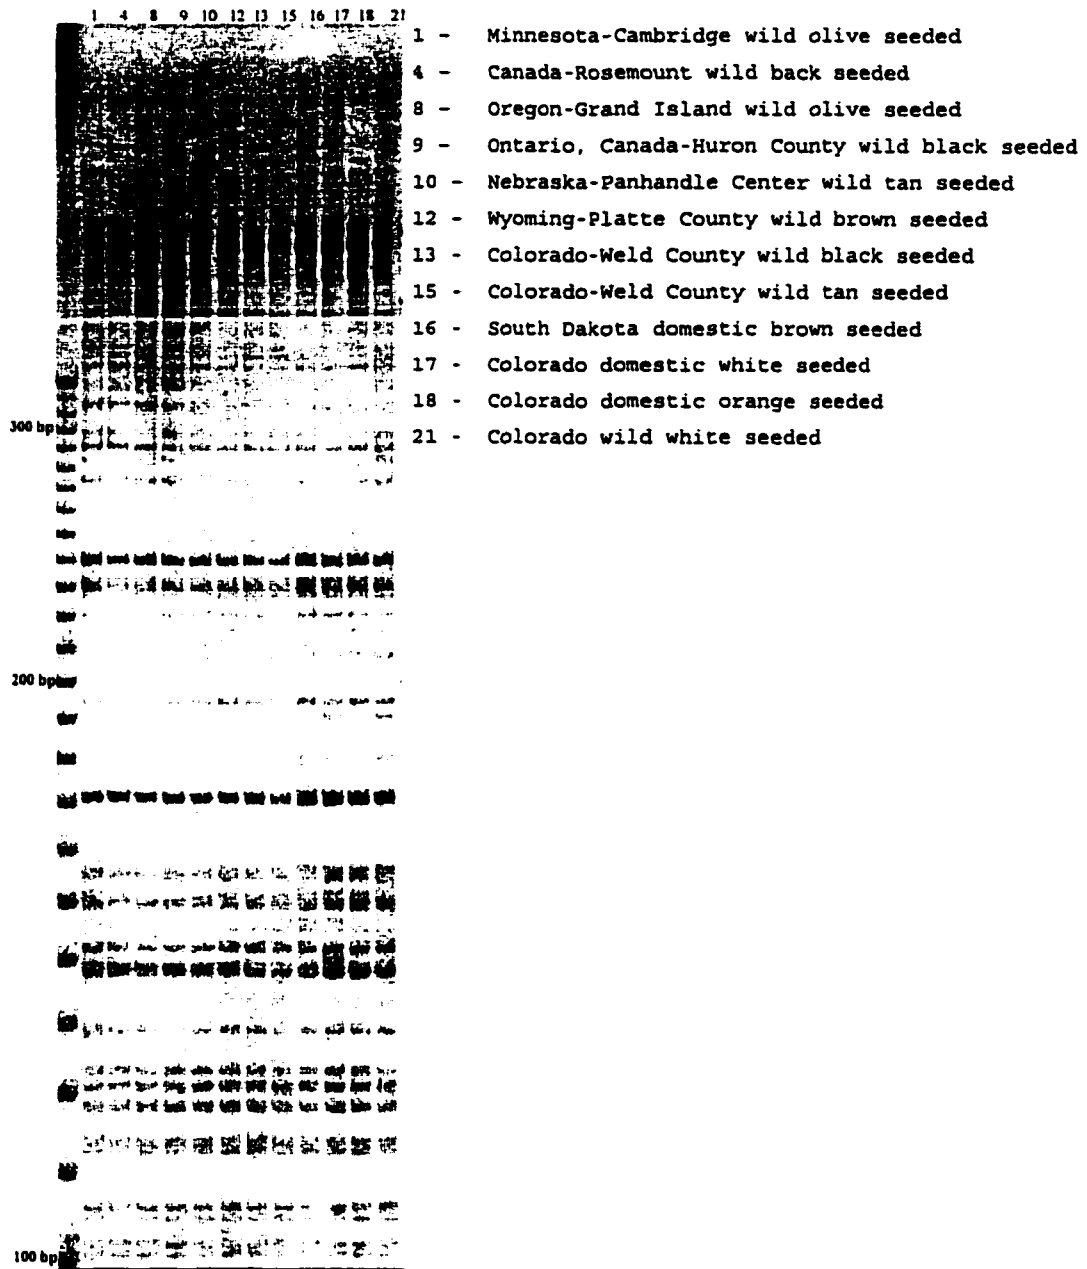 1 4 8 9 10 12 13 15 16 17 18 21
1 - Minnesota-Cambridge wild olive seeded
4 - Canada-Rosemount wild back seeded
8 - Oregon-Grand Island wild olive seeded
9 - Ontario, Canada-Huron County wild black seeded
10 - Nebraska-Panhandle Center wild tan seeded
12 - Wyoming-Platte County wild brown seeded
13 - Colorado-Weld County wild black seeded
15 - Colorado-Weld County wild tan seeded
16 - South Dakota domestic brown seeded
17 - Colorado domestic white seeded
18 - Colorado domestic orange seeded
21 - Colorado wild white seeded
300 bp
200 bp
100 bp